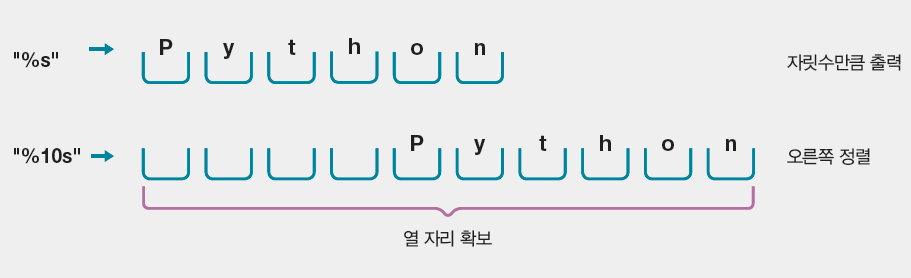 "%s" → P y t h o n 자릿수만큼 출력
"%10s" → P y t h o n 오른쪽 정렬
열 자리 확보